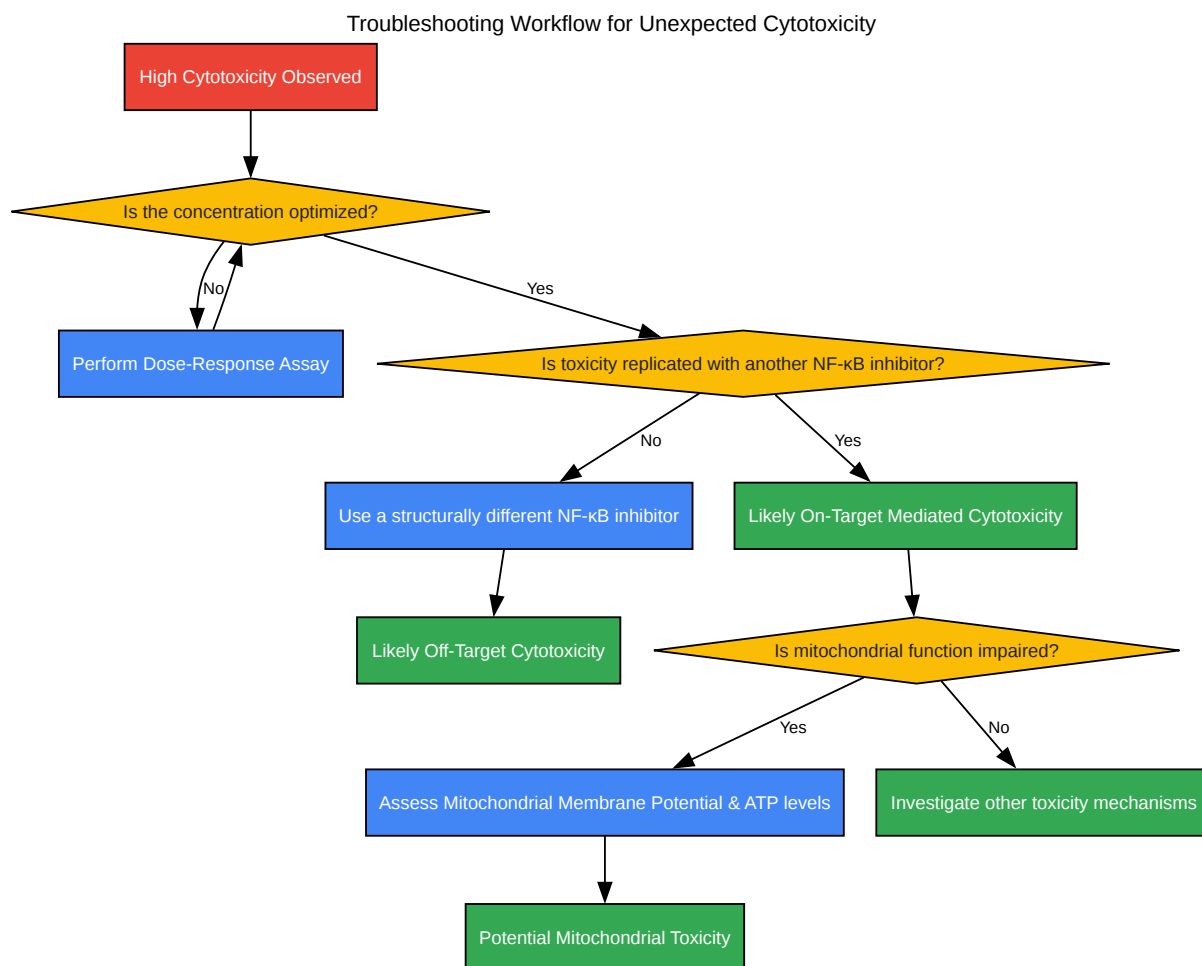 Troubleshooting Workflow for Unexpected Cytotoxicity
High Cytotoxicity Observed
Is the concentration optimized?
No
Yes
Perform Dose-Response Assay
Is toxicity replicated with another NF-κB inhibitor?
No
Yes
Use a structurally different NF-κB inhibitor
Likely On-Target Mediated Cytotoxicity
Likely Off-Target Cytotoxicity
Is mitochondrial function impaired?
Yes
No
Assess Mitochondrial Membrane Potential & ATP levels
Investigate other toxicity mechanisms
Potential Mitochondrial Toxicity